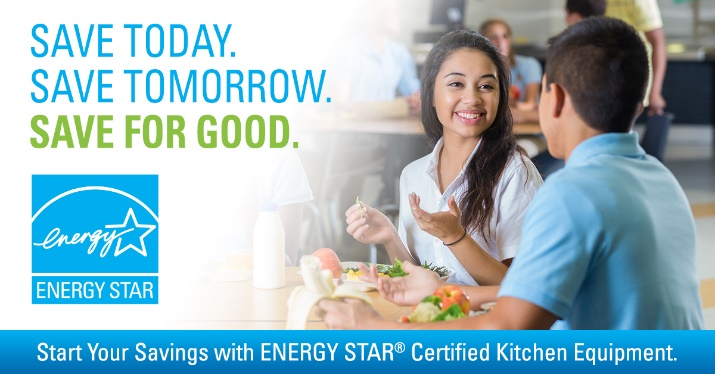 SAVE TODAY.
SAVE TOMORROW.
SAVE FOR GOOD.
energy
ENERGY STAR
Start Your Savings with ENERGY STAR® Certified Kitchen Equipment.